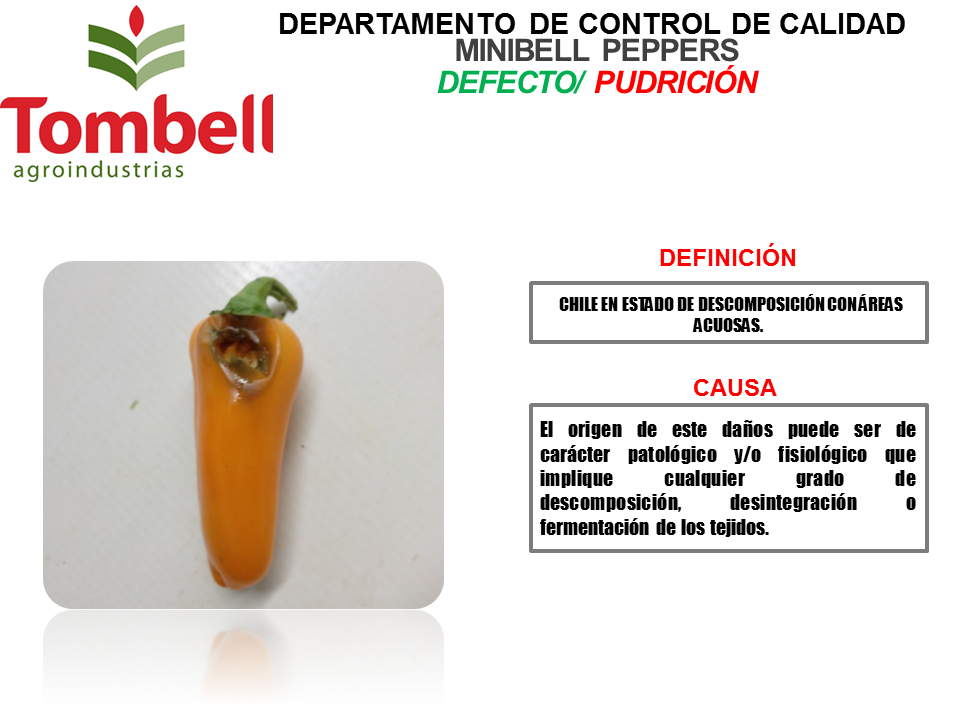 DEPARTAMENTO DE CONTROL DE CALIDAD
MINIBELL PEPPERS
DEFECTO/ PUDRICIÓN
Tombell
agroindustrias
DEFINICIÓN
CHILE EN ESTADO DE DESCOMPOSICIÓN CON ÁREAS
ACUOSAS.
CAUSA
El origen de este daños puede ser de
carácter patológico y/o fisiológico que
implique cualquier grado de
descomposición, desintegración o
fermentación de los tejidos.